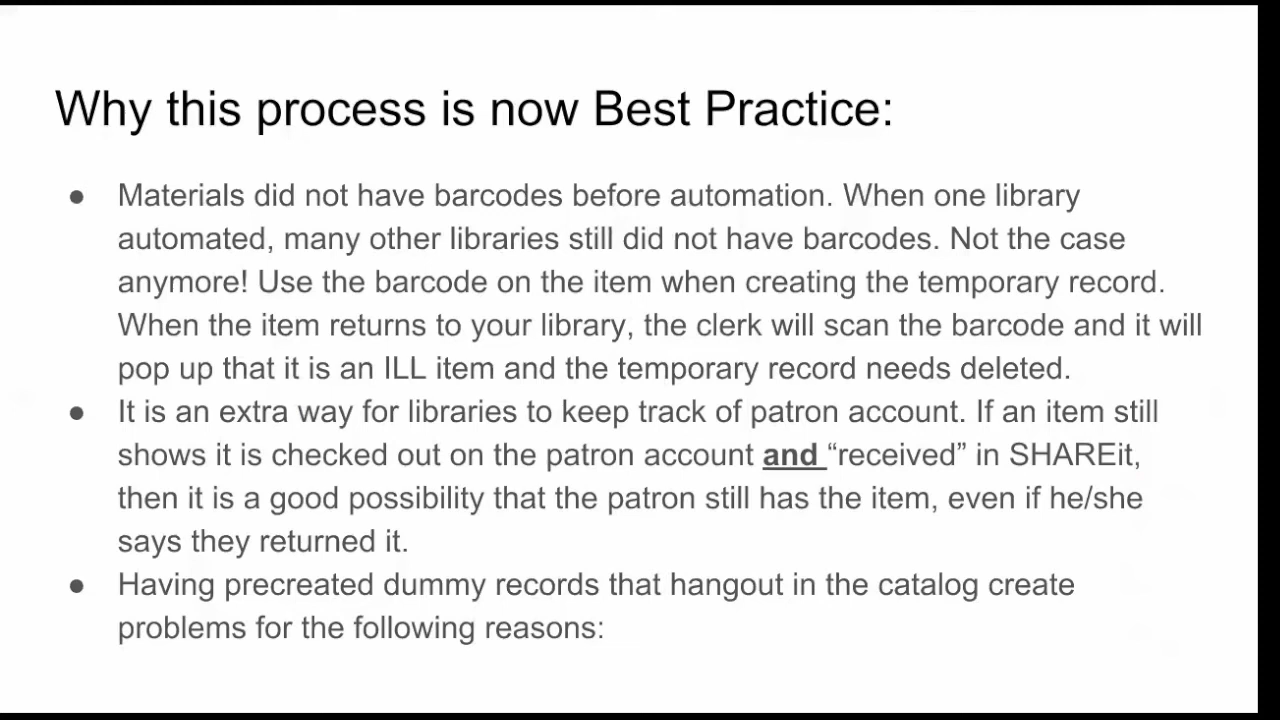 Why this process is now Best Practice:
● Materials did not have barcodes before automation. When one library
automated, many other libraries still did not have barcodes. Not the case
anymore! Use the barcode on the item when creating the temporary record.
When the item returns to your library, the clerk will scan the barcode and it will
pop up that it is an ILL item and the temporary record needs deleted.
● It is an extra way for libraries to keep track of patron account. If an item still
shows it is checked out on the patron account and “received” in SHAREit,
then it is a good possibility that the patron still has the item, even if he/she
says they returned it.
● Having precreated dummy records that hangout in the catalog create
problems for the following reasons: